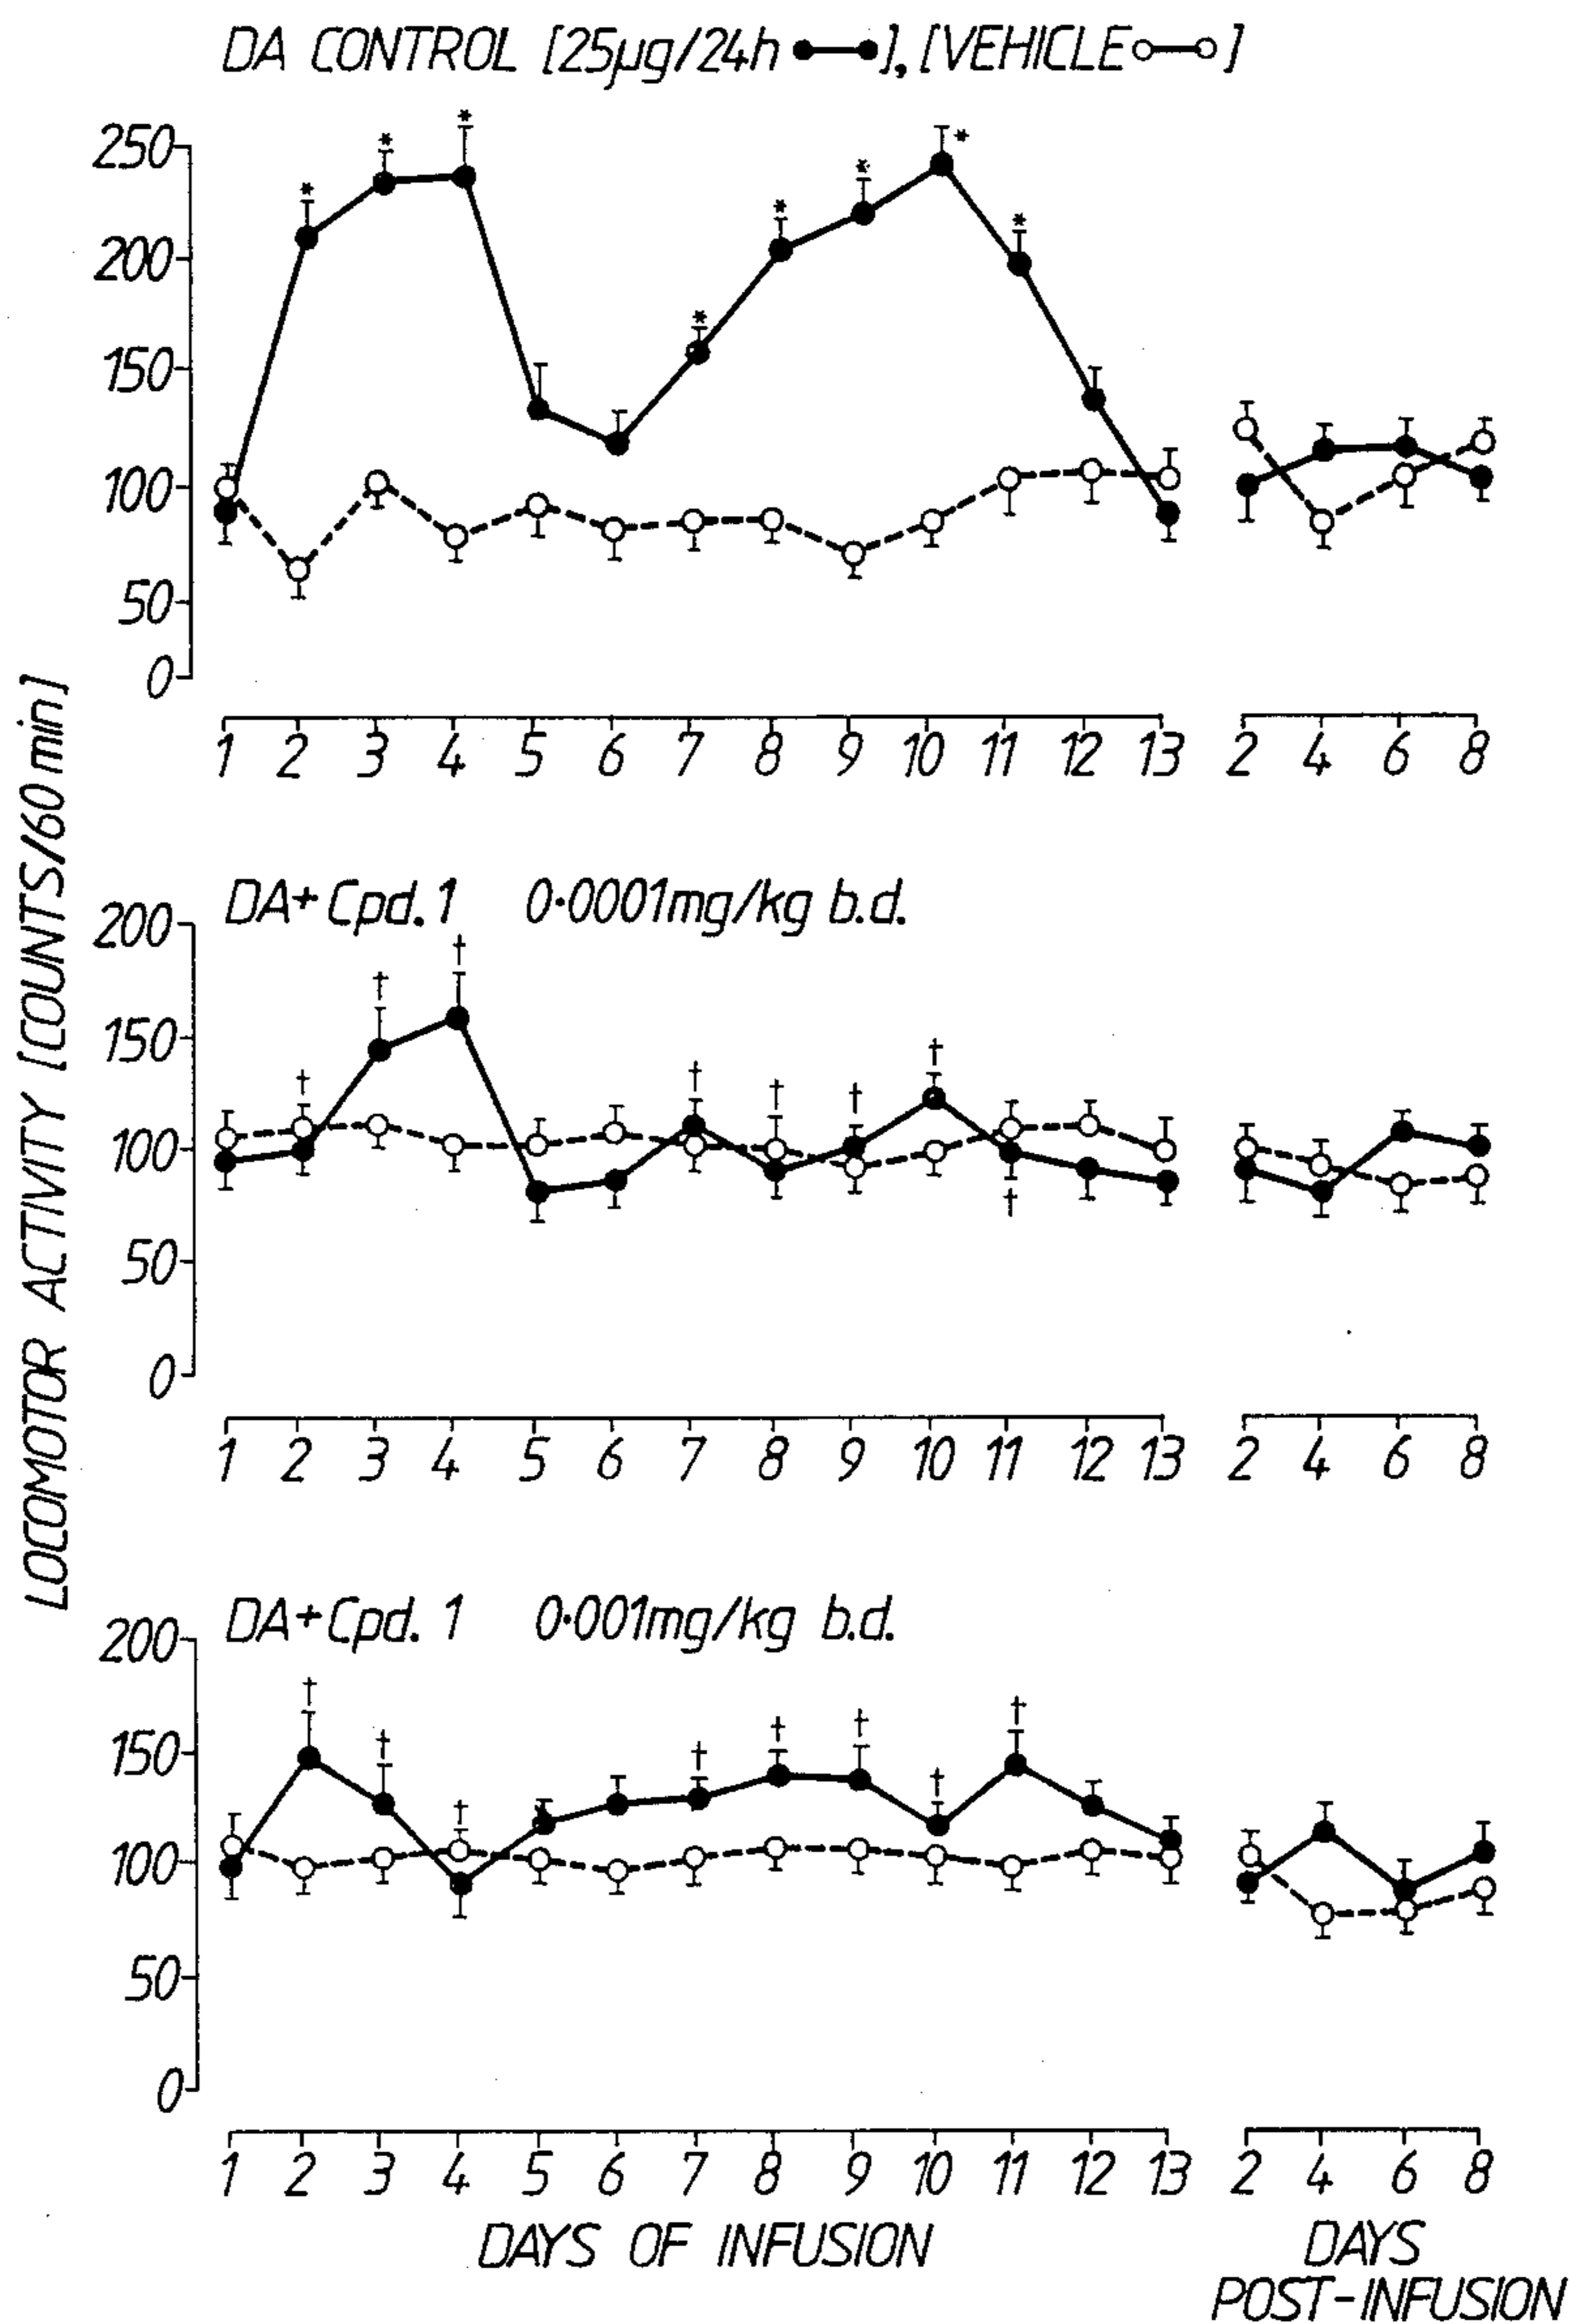 DA CONTROL [25µg/24h ●—●], [VEHICLE ○—○]
250
200
150
100
50
0
* * * * * * * *
1 2 3 4 5 6 7 8 9 10 11 12 13 2 4 6 8
LOCOMOTOR ACTIVITY [COUNTS/60 min]
DA+Cpd. 1 0·0001mg/kg b.d.
200
150
100
50
0
† † † † † † † †
1 2 3 4 5 6 7 8 9 10 11 12 13 2 4 6 8
DA+Cpd. 1 0·001mg/kg b.d.
200
150
100
50
0
† † † † † † † †
1 2 3 4 5 6 7 8 9 10 11 12 13 2 4 6 8
DAYS OF INFUSION
DAYS
POST-INFUSION